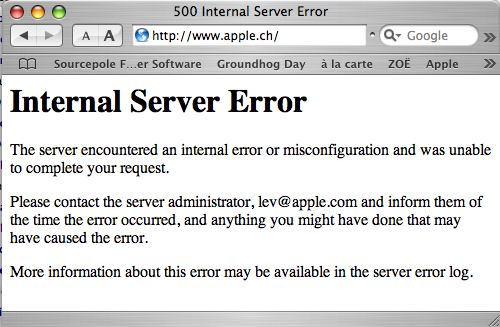 500 Internal Server Error
A A http://www.apple.ch/ Google
Sourcepole F...er Software Groundhog Day à la carte ZOË Apple
Internal Server Error
The server encountered an internal error or misconfiguration and was unable
to complete your request.
Please contact the server administrator, lev@apple.com and inform them of
the time the error occurred, and anything you might have done that may
have caused the error.
More information about this error may be available in the server error log.